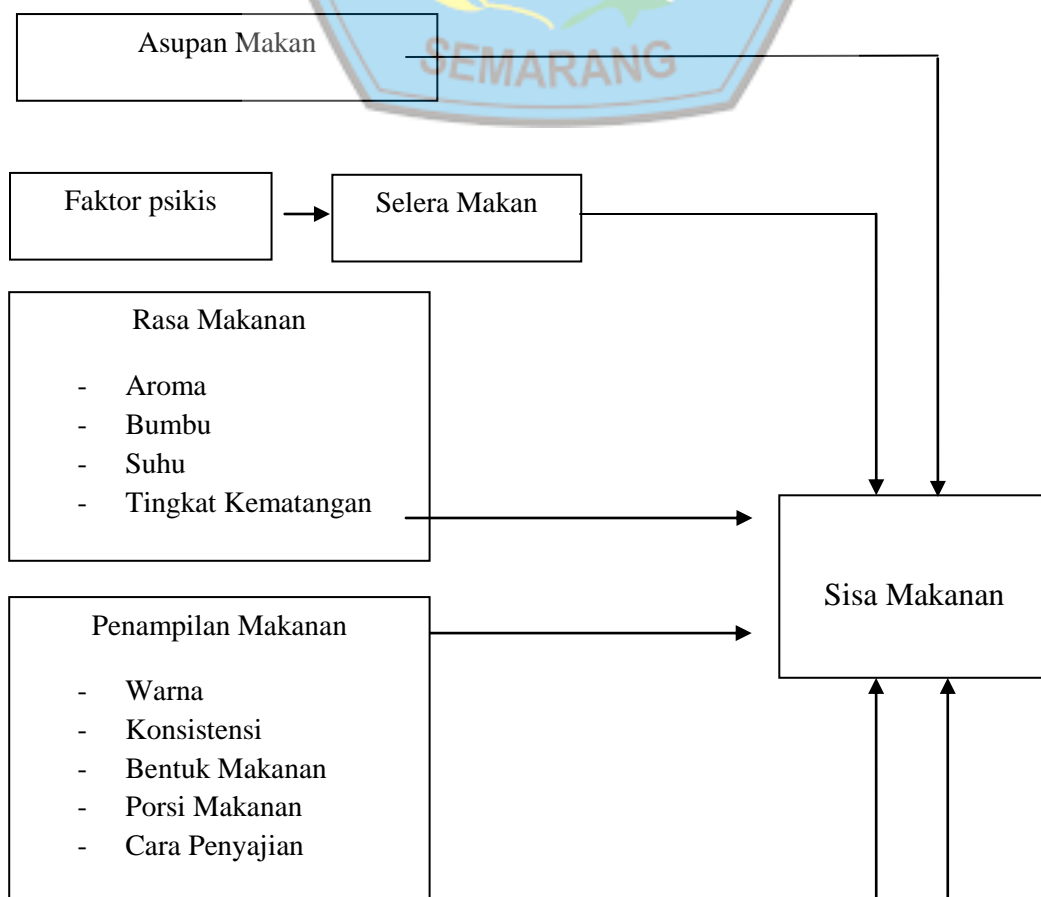 SEMARANG
Asupan Makan
Faktor psikis
Selera Makan
Rasa Makanan
- Aroma
- Bumbu
- Suhu
- Tingkat Kematangan
Sisa Makanan
Penampilan Makanan
- Warna
- Konsistensi
- Bentuk Makanan
- Porsi Makanan
- Cara Penyajian